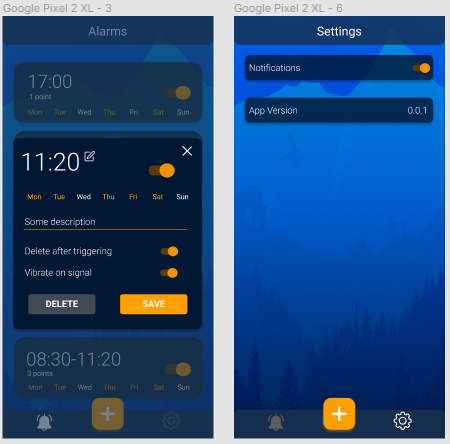 Google Pixel 2 XL - 3
Alarms
17:00
1 point
Mon Tue Wed Thu Fri Sat Sun
11:20
Mon Tue Wed Thu Fri Sat Sun
Some description
Delete after triggering
Vibrate on signal
DELETE SAVE
08:30-11:20
3 points
Mon Tue Wed Thu Fri Sat Sun
Google Pixel 2 XL - 6
Settings
Notifications
App Version 0.0.1